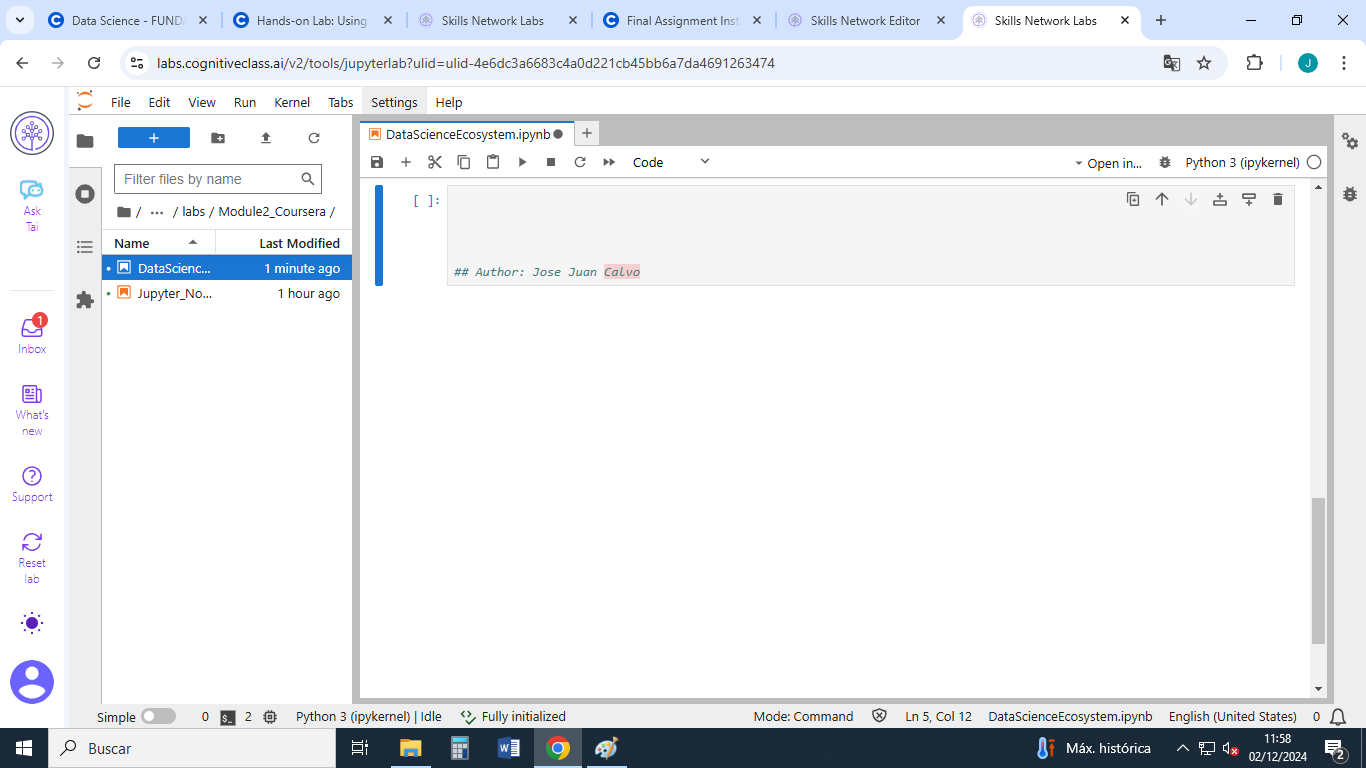 Data Science - FUNDA
Hands-on Lab: Using
Skills Network Labs
Final Assignment Inst
Skills Network Editor
Skills Network Labs
labs.cognitiveclass.ai/v2/tools/jupyterlab?ulid=ulid-4e6dc3a6683c4a0d221cb45bb6a7da4691263474
J
File Edit View Run Kernel Tabs Settings Help
Ask
Tai
1
Inbox
What's
new
Support
Reset
lab
Filter files by name
/ ··· / labs / Module2_Coursera /
Name Last Modified
DataScienc... 1 minute ago
Jupyter_No... 1 hour ago
DataScienceEcosystem.ipynb
Code
Open in...
Python 3 (ipykernel)
[ ]:
## Author: Jose Juan Calvo
Simple 0 2 Python 3 (ipykernel) | Idle Fully initialized Mode: Command Ln 5, Col 12 DataScienceEcosystem.ipynb English (United States) 0
Buscar
Máx. histórica
11:58
02/12/2024
2